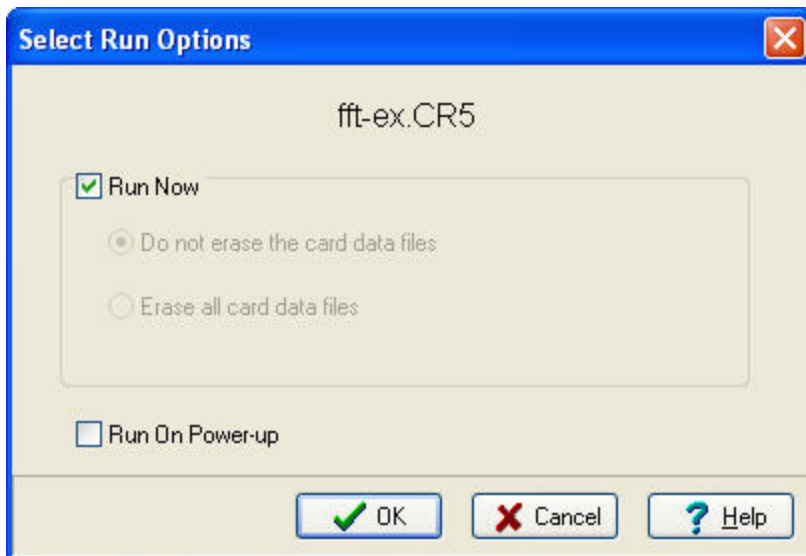 Select Run Options
fft-ex.CR5
Run Now
Do not erase the card data files
Erase all card data files
Run On Power-up
OK Cancel Help